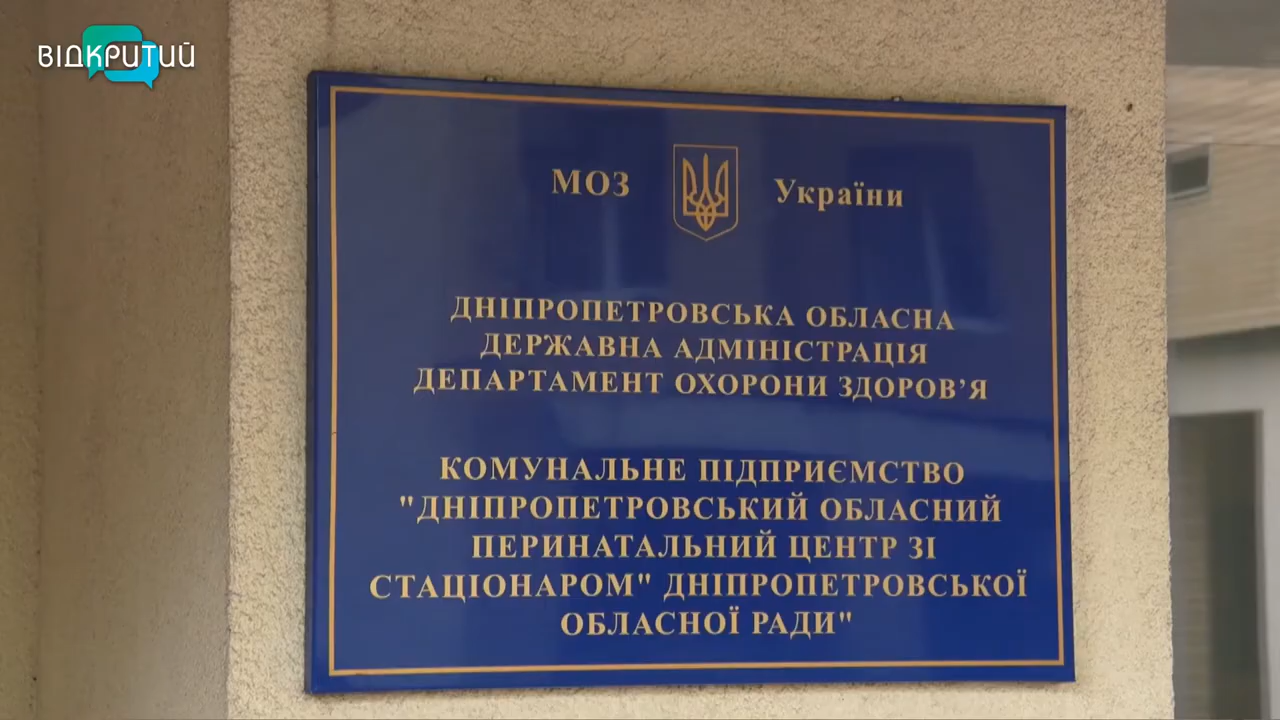 ВІДКРИТИЙ
МОЗ України
ДНІПРОПЕТРОВСЬКА ОБЛАСНА
ДЕРЖАВНА АДМІНІСТРАЦІЯ
ДЕПАРТАМЕНТ ОХОРОНИ ЗДОРОВ’Я
КОМУНАЛЬНЕ ПІДПРИЄМСТВО
"ДНІПРОПЕТРОВСЬКИЙ ОБЛАСНИЙ
ПЕРИНАТАЛЬНИЙ ЦЕНТР ЗІ
СТАЦІОНАРОМ" ДНІПРОПЕТРОВСЬКОЇ
ОБЛАСНОЇ РАДИ"